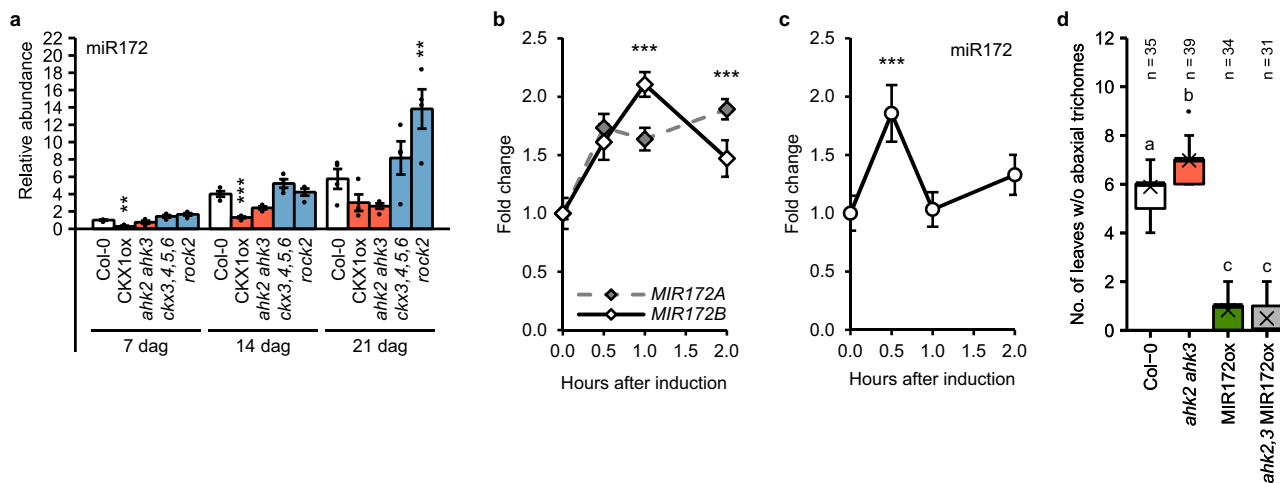 a
miR172
Relative abundance
22
20
18
16
14
12
10
8
6
4
2
0
**
***
**
Col-0
CKX1ox
ahk2 ahk3
ckx3,4,5,6
rock2
Col-0
CKX1ox
ahk2 ahk3
ckx3,4,5,6
rock2
Col-0
CKX1ox
ahk2 ahk3
ckx3,4,5,6
rock2
7 dag
14 dag
21 dag
b
Fold change
2.5
2.0
1.5
1.0
0.5
0.0
***
***
MIR172A
MIR172B
0.0 0.5 1.0 1.5 2.0
Hours after induction
c
miR172
Fold change
2.5
2.0
1.5
1.0
0.5
0.0
***
0.0 0.5 1.0 2.0
Hours after induction
d
No. of leaves w/o abaxial trichomes
12
10
8
6
4
2
0
n = 35
n = 39
n = 34
n = 31
a
b
c
c
Col−0
ahk2 ahk3
MIR172ox
ahk2,3 MIR172ox